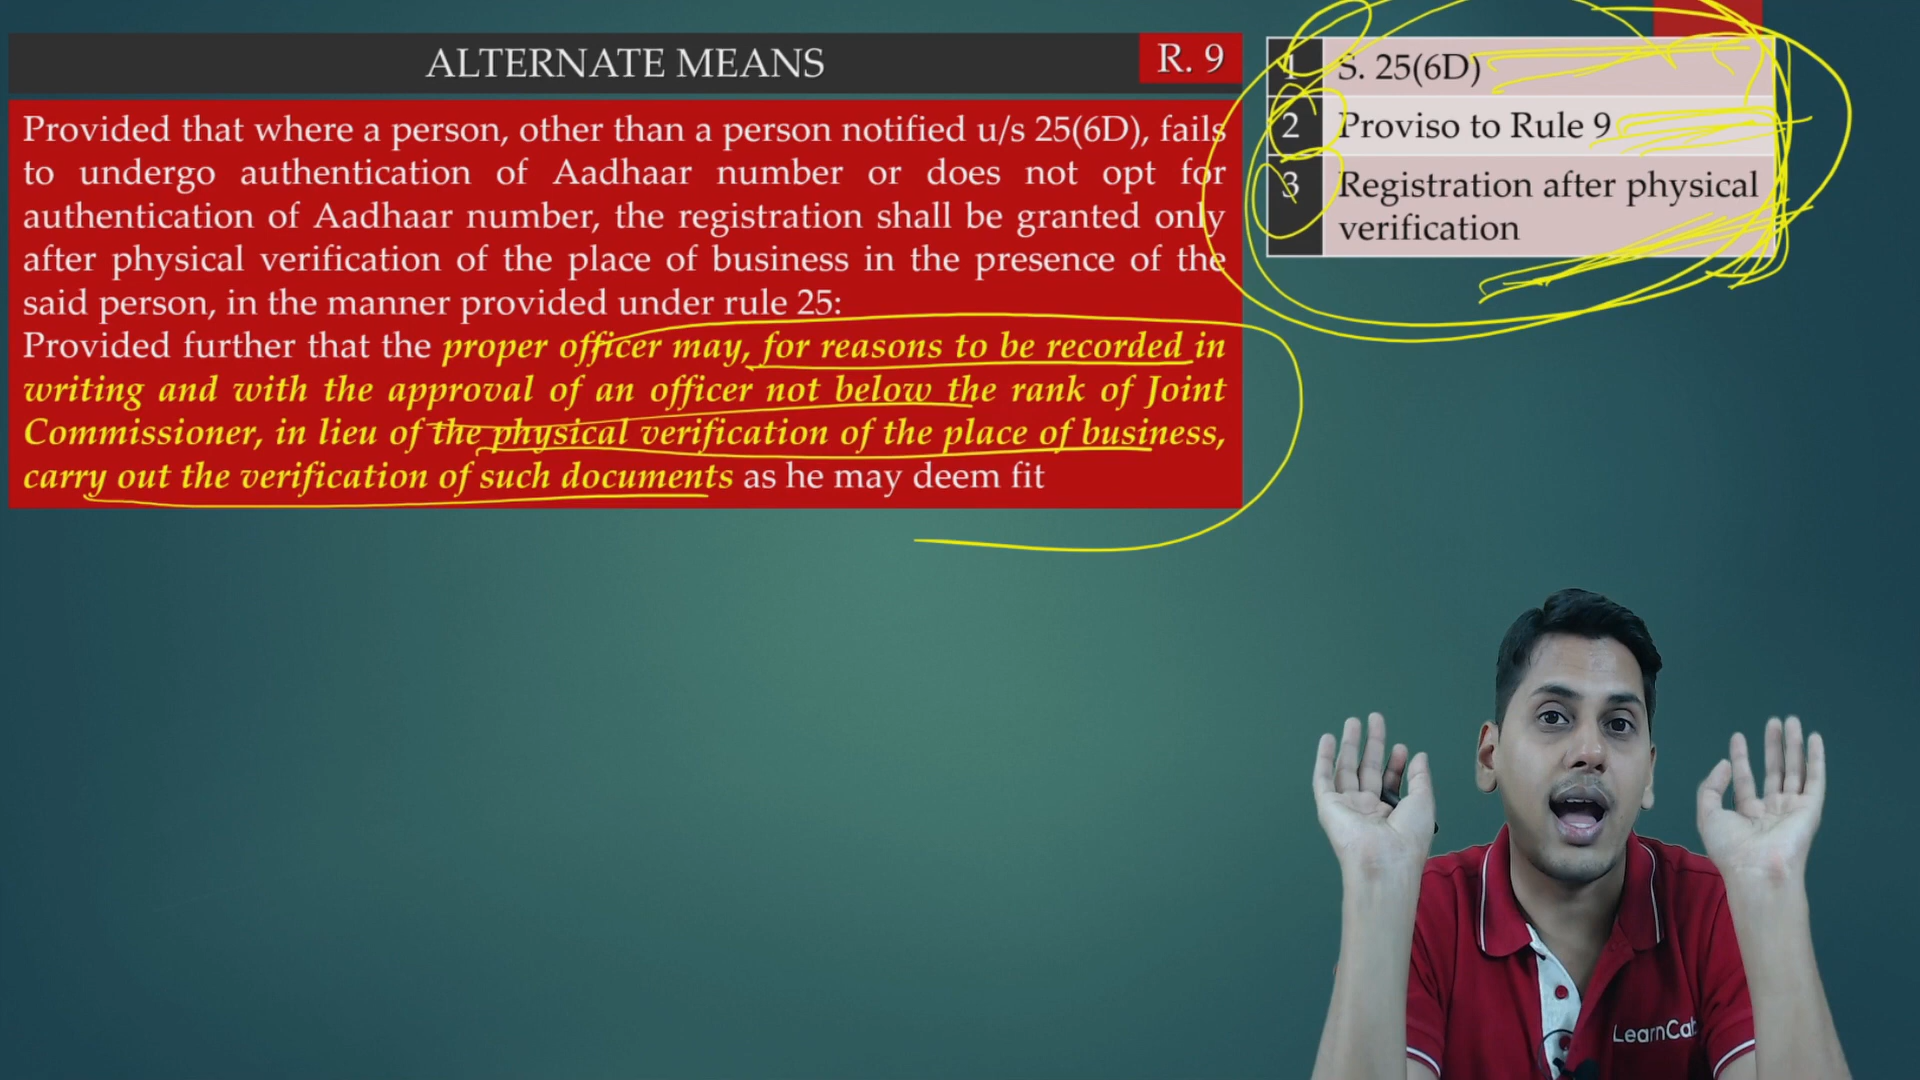 ALTERNATE MEANS
R. 9
Provided that where a person, other than a person notified u/s 25(6D), fails
to undergo authentication of Aadhaar number or does not opt for
authentication of Aadhaar number, the registration shall be granted only
after physical verification of the place of business in the presence of the
said person, in the manner provided under rule 25:
Provided further that the proper officer may, for reasons to be recorded in
writing and with the approval of an officer not below the rank of Joint
Commissioner, in lieu of the physical verification of the place of business,
carry out the verification of such documents as he may deem fit
1 S. 25(6D)
2 Proviso to Rule 9
3 Registration after physical
verification